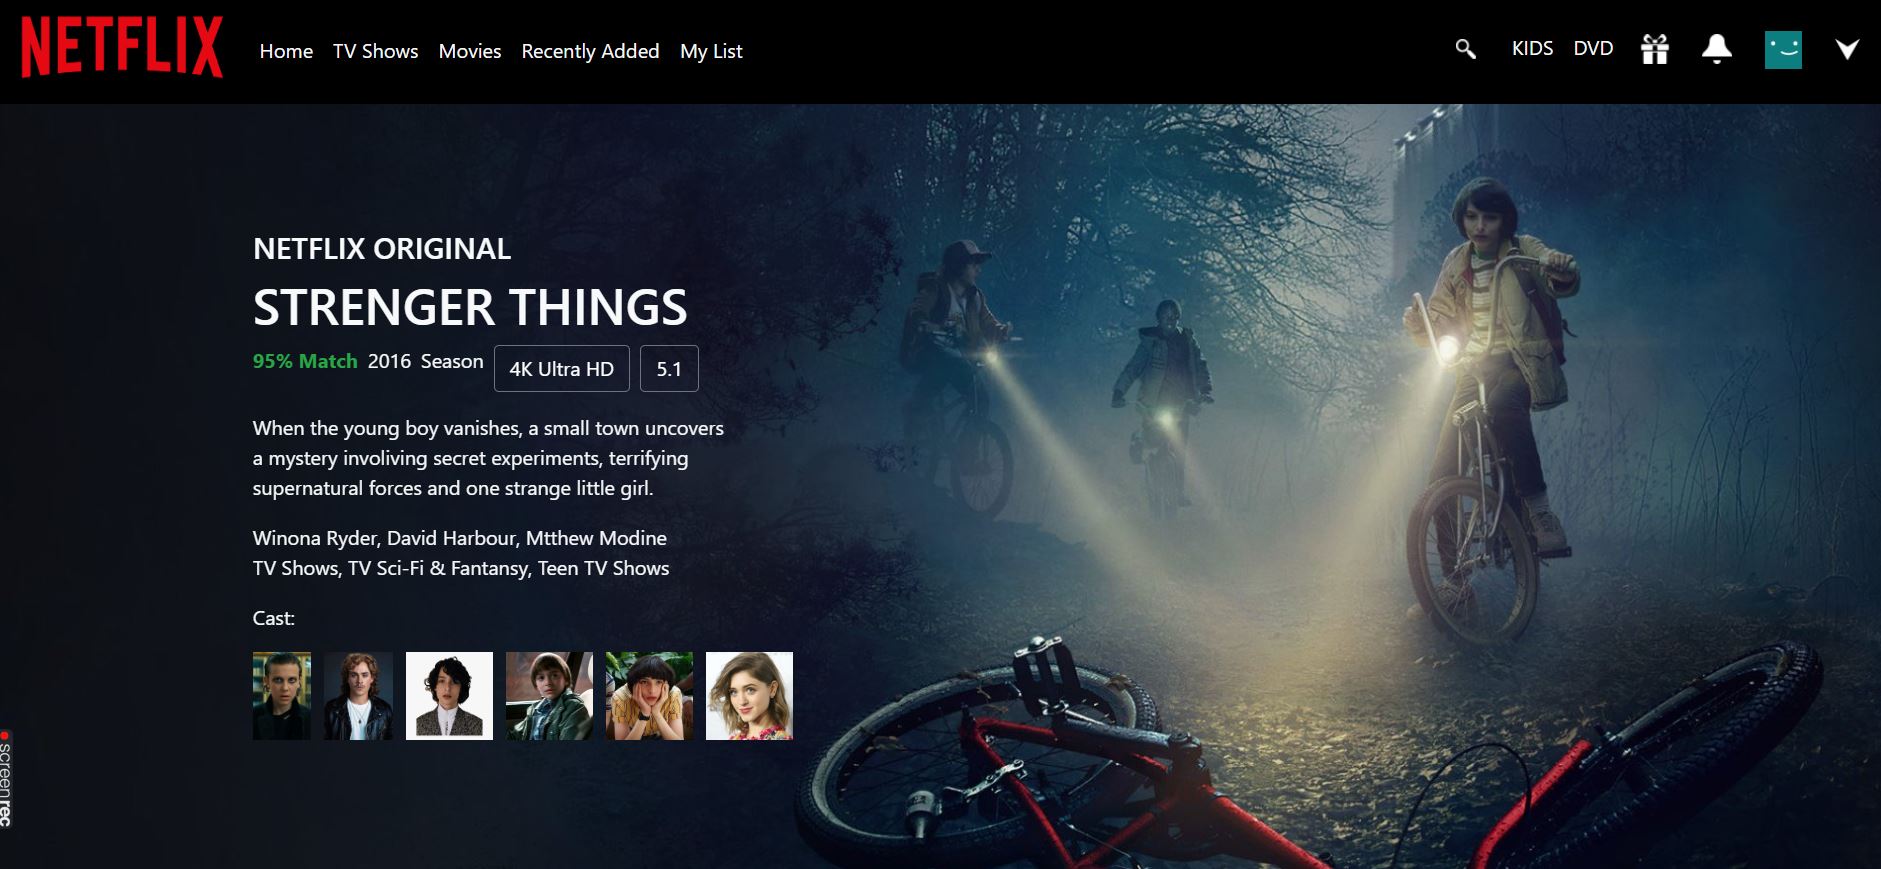 NETFLIX
Home TV Shows Movies Recently Added My List
KIDS DVD
NETFLIX ORIGINAL
STRENGER THINGS
95% Match 2016 Season 4K Ultra HD 5.1
When the young boy vanishes, a small town uncovers
a mystery involiving secret experiments, terrifying
supernatural forces and one strange little girl.
Winona Ryder, David Harbour, Mtthew Modine
TV Shows, TV Sci-Fi & Fantansy, Teen TV Shows
Cast:
screenrec